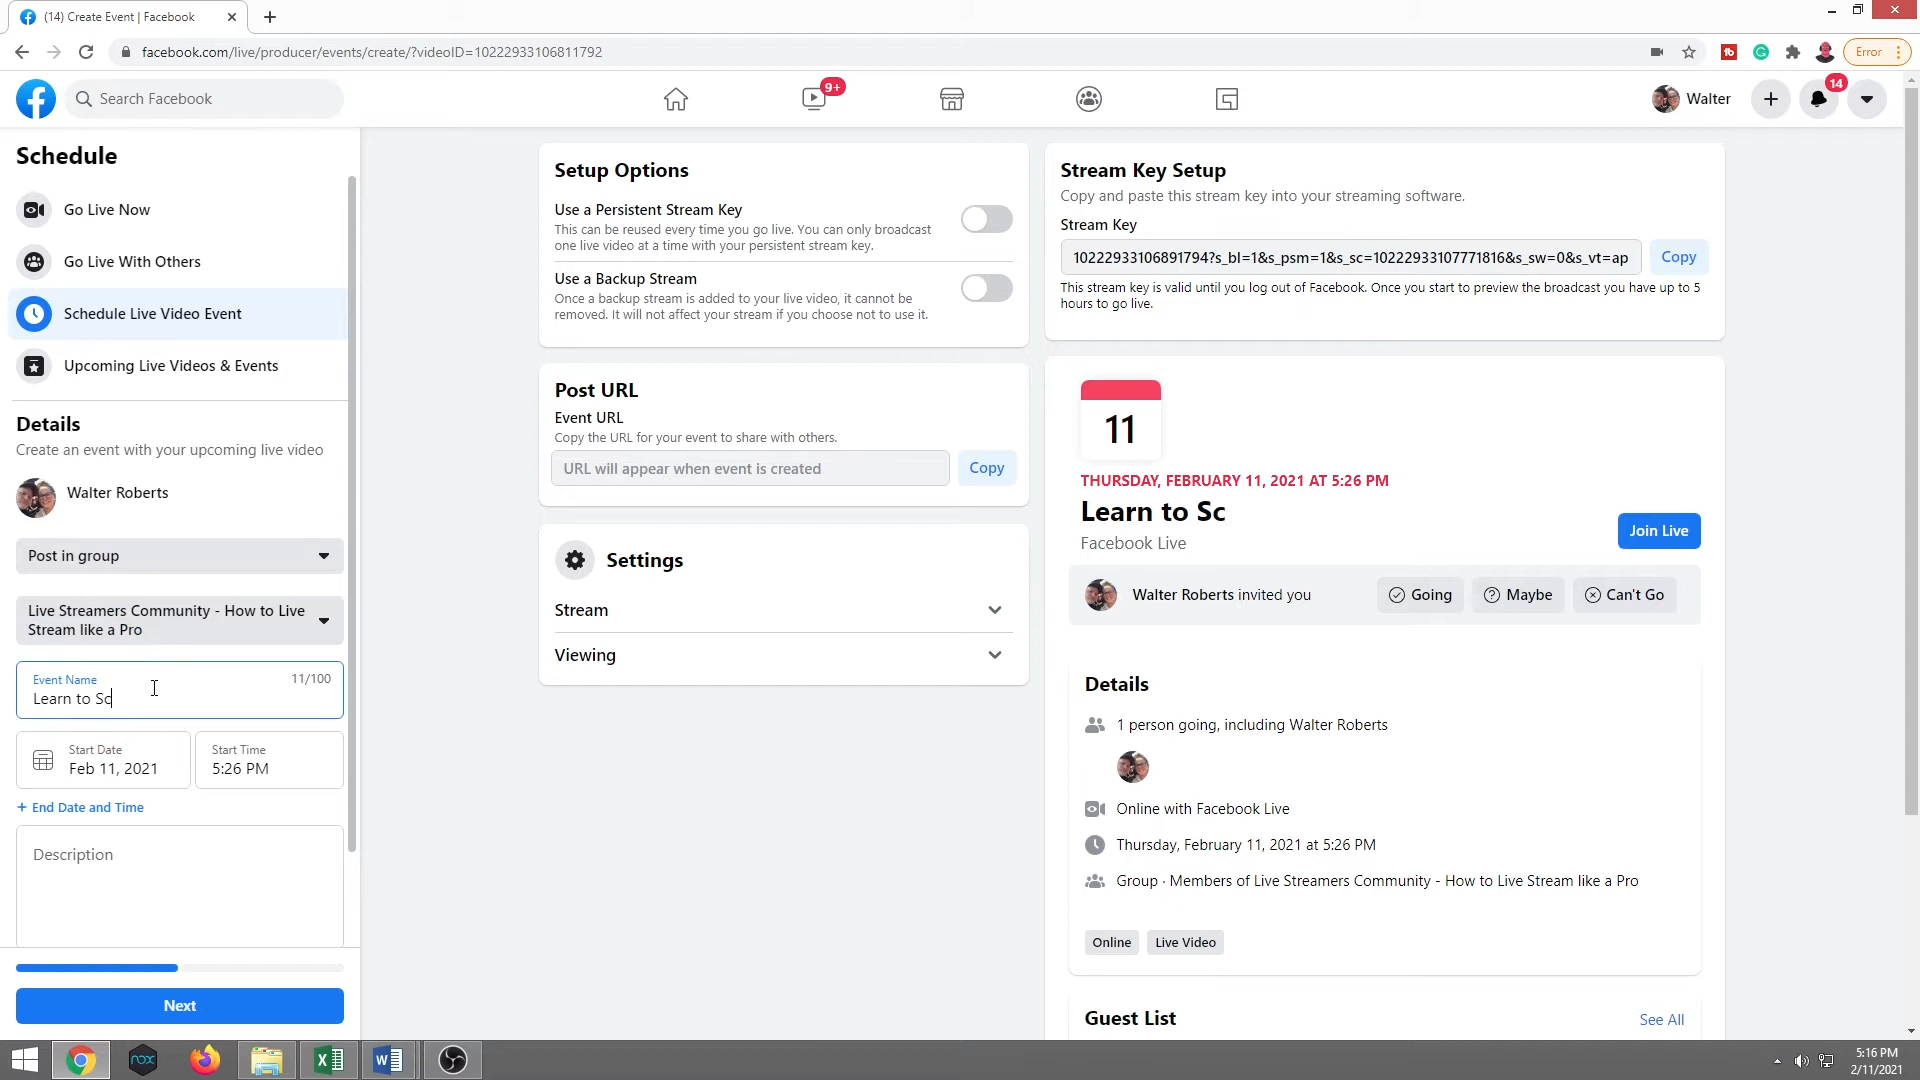 (14) Create Event | Facebook
facebook.com/live/producer/events/create/?videoID=10222933106811792
Error
Search Facebook
9+
Walter
14
Schedule
Go Live Now
Go Live With Others
Schedule Live Video Event
Upcoming Live Videos & Events
Details
Create an event with your upcoming live video
Walter Roberts
Post in group
Live Streamers Community - How to Live
Stream like a Pro
Event Name
11/100
Learn to Sc
Start Date
Feb 11, 2021
Start Time
5:26 PM
+ End Date and Time
Description
Next
Setup Options
Use a Persistent Stream Key
This can be reused every time you go live. You can only broadcast
one live video at a time with your persistent stream key.
Use a Backup Stream
Once a backup stream is added to your live video, it cannot be
removed. It will not affect your stream if you choose not to use it.
Post URL
Event URL
Copy the URL for your event to share with others.
URL will appear when event is created
Copy
Settings
Stream
Viewing
Stream Key Setup
Copy and paste this stream key into your streaming software.
Stream Key
10222933106891794?s_bl=1&s_psm=1&s_sc=10222933107771816&s_sw=0&s_vt=ap
Copy
This stream key is valid until you log out of Facebook. Once you start to preview the broadcast you have up to 5
hours to go live.
11
THURSDAY, FEBRUARY 11, 2021 AT 5:26 PM
Learn to Sc
Facebook Live
Join Live
Walter Roberts invited you
Going
Maybe
Can't Go
Details
1 person going, including Walter Roberts
Online with Facebook Live
Thursday, February 11, 2021 at 5:26 PM
Group · Members of Live Streamers Community - How to Live Stream like a Pro
Online
Live Video
Guest List
See All
5:16 PM
2/11/2021